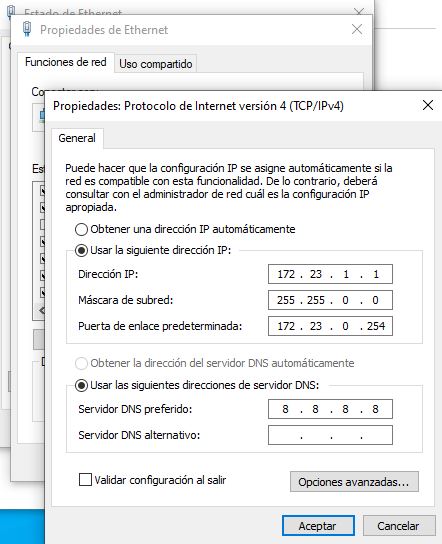 Estado de Ethernet
Propiedades de Ethernet
Funciones de red
Uso compartido
Propiedades: Protocolo de Internet versión 4 (TCP/IPv4)
General
Puede hacer que la configuración IP se asigne automáticamente si la
red es compatible con esta funcionalidad. De lo contrario, deberá
consultar con el administrador de red cuál es la configuración IP
apropiada.
Obtener una dirección IP automáticamente
Usar la siguiente dirección IP:
Dirección IP: 172 . 23 . 1 . 1
Máscara de subred: 255 . 255 . 0 . 0
Puerta de enlace predeterminada: 172 . 23 . 0 . 254
Obtener la dirección del servidor DNS automáticamente
Usar las siguientes direcciones de servidor DNS:
Servidor DNS preferido: 8 . 8 . 8 . 8
Servidor DNS alternativo: . . .
Validar configuración al salir
Opciones avanzadas...
Aceptar
Cancelar